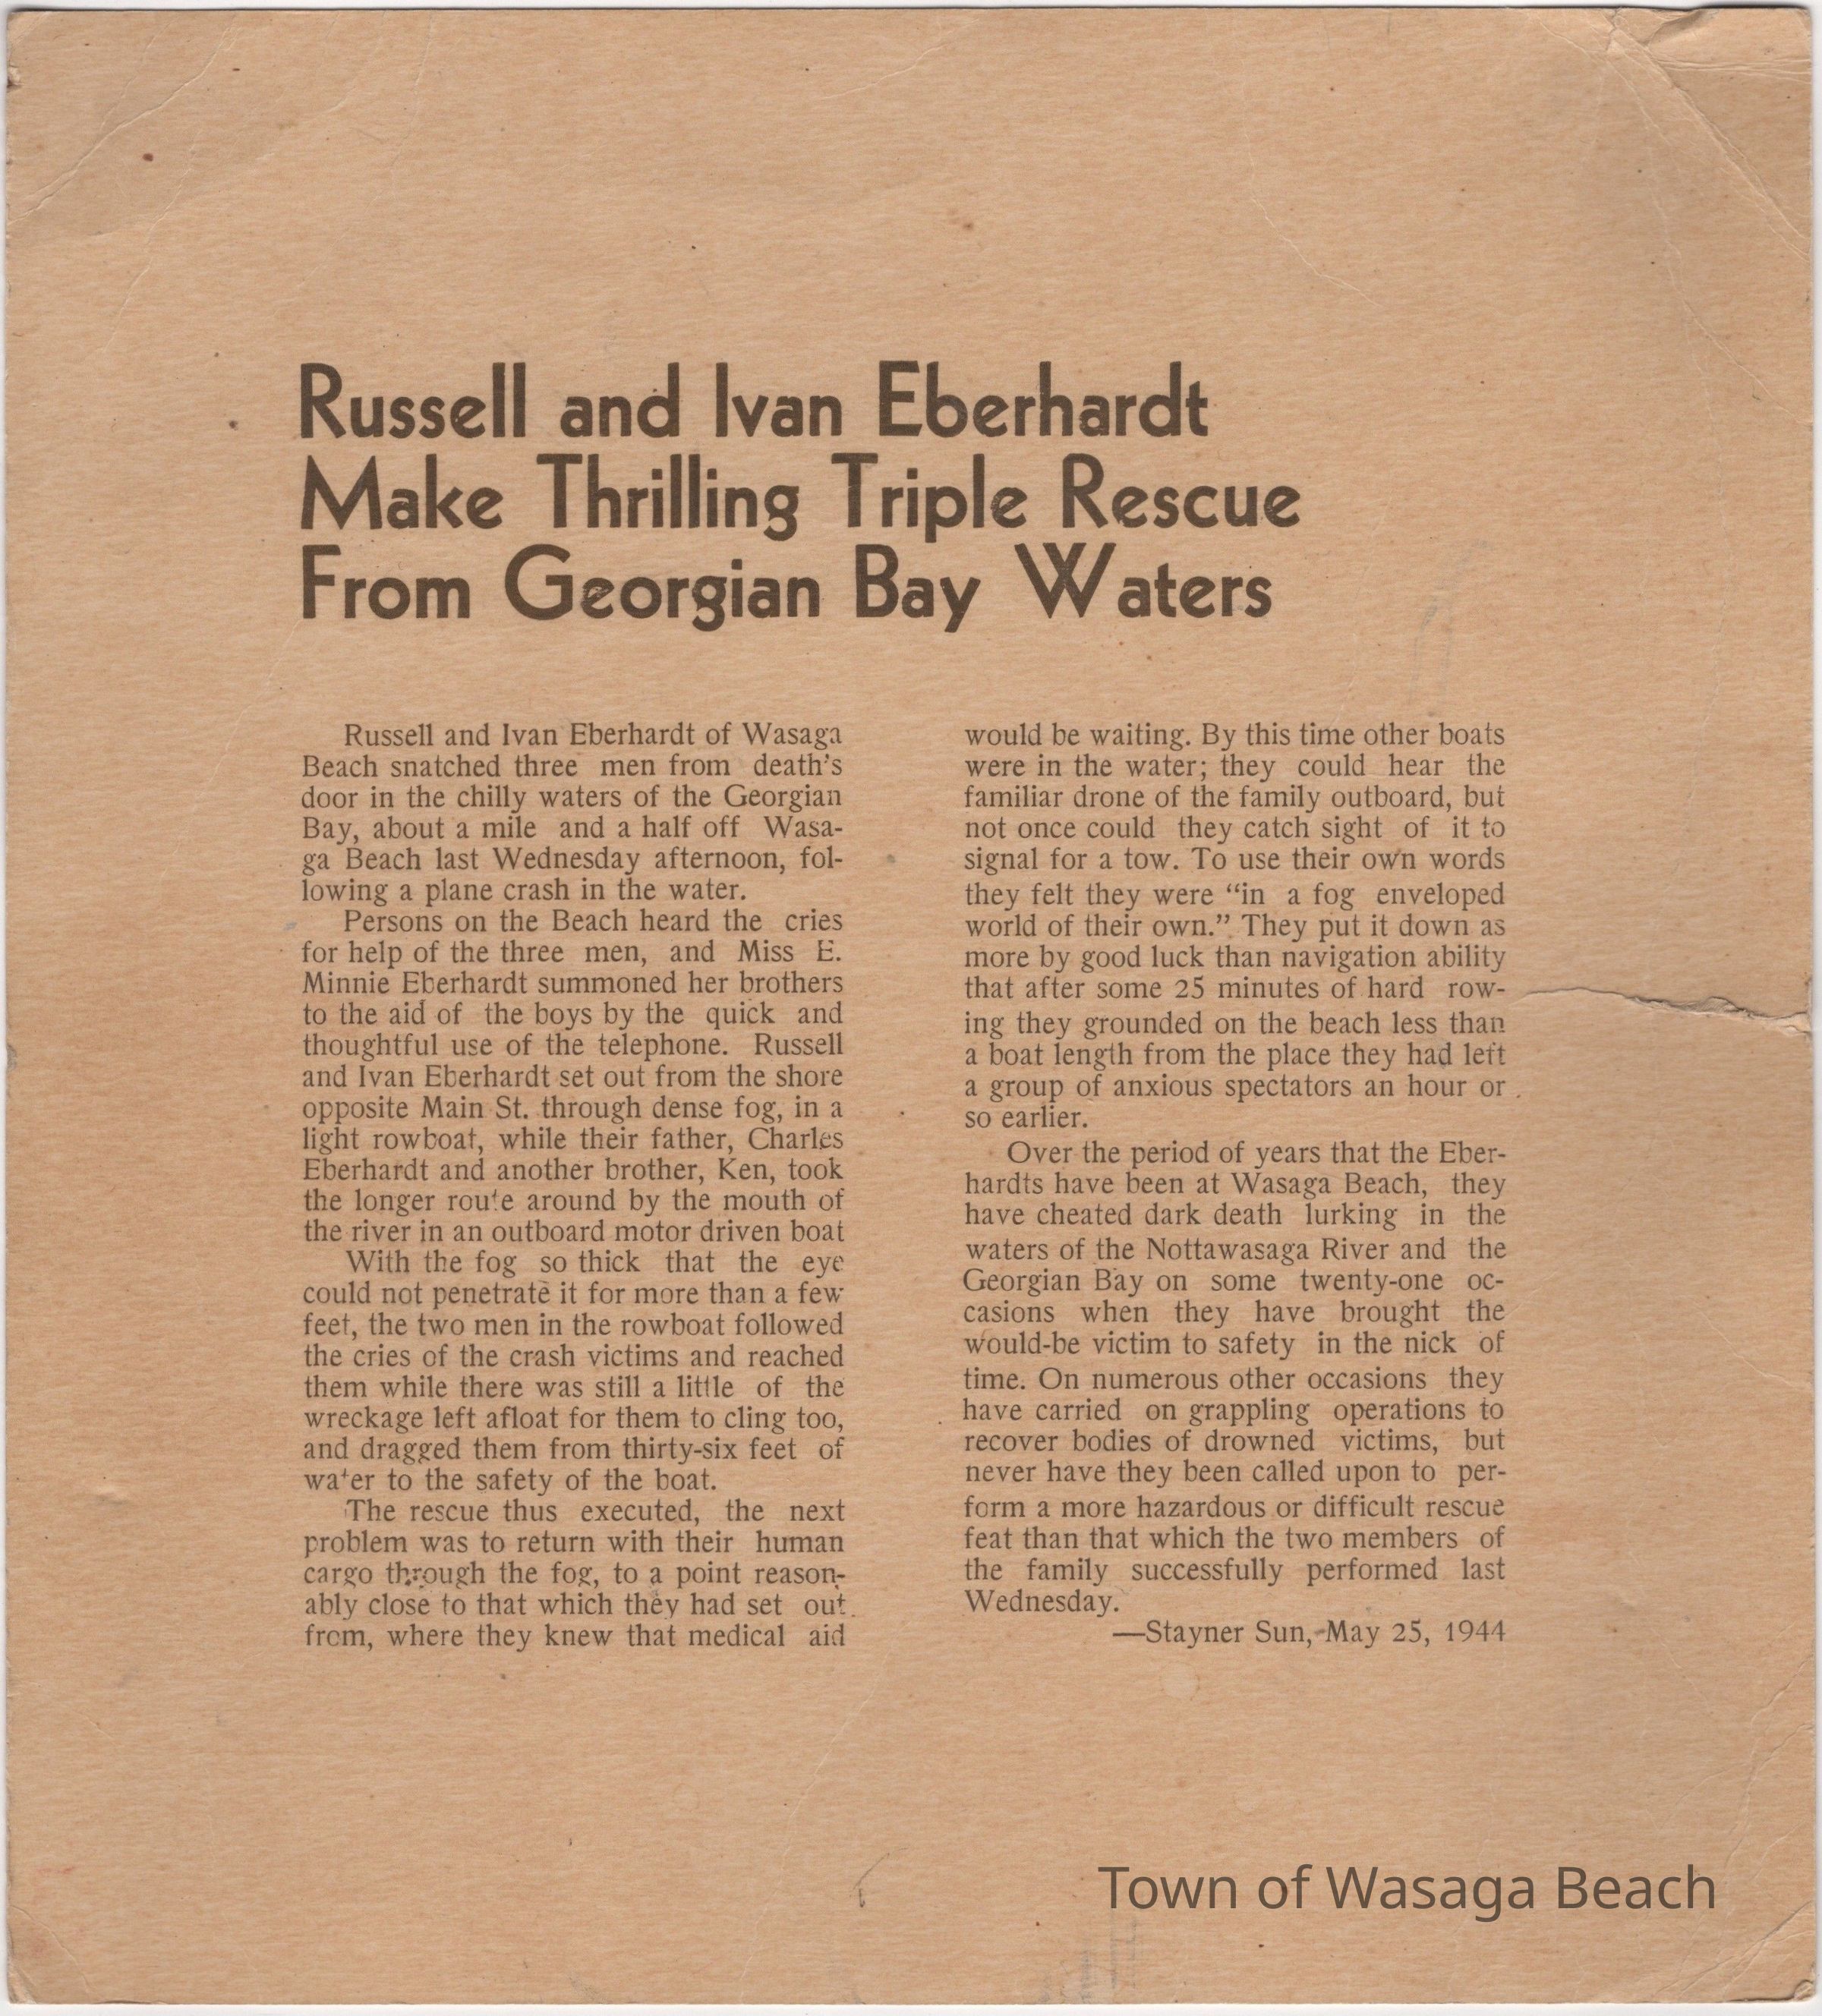 Russell and Ivan Eberhardt
Make Thrilling Triple Rescue
From Georgian Bay Waters
Russell and Ivan Eberhardt of Wasaga
Beach snatched three men from death's
door in the chilly waters of the Georgian
Bay, about a mile and a half off Wasa-
ga Beach last Wednesday afternoon, fol-
lowing a plane crash in the water.
Persons on the Beach heard the cries
for help of the three men, and Miss E.
Minnie Eberhardt summoned her brothers
to the aid of the boys by the quick and
thoughtful use of the telephone. Russell
and Ivan Eberhardt set out from the shore
opposite Main St. through dense fog, in a
light rowboat, while their father, Charles
Eberhardt and another brother, Ken, took
the longer route around by the mouth of
the river in an outboard motor driven boat
With the fog so thick that the eye
could not penetrate it for more than a few
feet, the two men in the rowboat followed
the cries of the crash victims and reached
them while there was still a little of the
wreckage left afloat for them to cling too,
and dragged them from thirty-six feet of
water to the safety of the boat.
The rescue thus executed, the next
problem was to return with their human
cargo through the fog, to a point reason-
ably close to that which they had set out
from, where they knew that medical aid
would be waiting. By this time other boats
were in the water; they could hear the
familiar drone of the family outboard, but
not once could they catch sight of it to
signal for a tow. To use their own words
they felt they were “in a fog enveloped
world of their own.” They put it down as
more by good luck than navigation ability
that after some 25 minutes of hard row-
ing they grounded on the beach less than
a boat length from the place they had left
a group of anxious spectators an hour or
so earlier.
Over the period of years that the Eber-
hardts have been at Wasaga Beach, they
have cheated dark death lurking in the
waters of the Nottawasaga River and the
Georgian Bay on some twenty-one oc-
casions when they have brought the
would-be victim to safety in the nick of
time. On numerous other occasions they
have carried on grappling operations to
recover bodies of drowned victims, but
never have they been called upon to per-
form a more hazardous or difficult rescue
feat than that which the two members of
the family successfully performed last
Wednesday.
—Stayner Sun, May 25, 1944
Town of Wasaga Beach